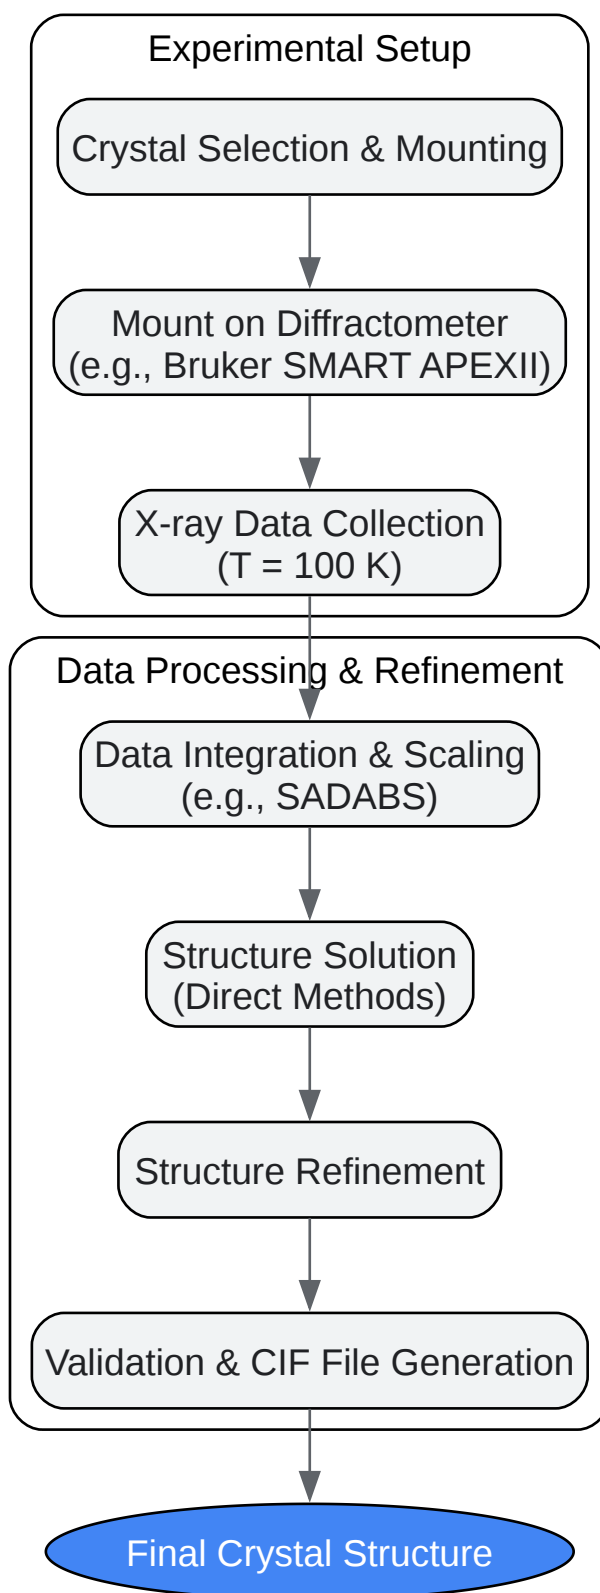 Experimental Setup
Crystal Selection & Mounting
Mount on Diffractometer
(e.g., Bruker SMART APEXII)
X-ray Data Collection
(T = 100 K)
Data Processing & Refinement
Data Integration & Scaling
(e.g., SADABS)
Structure Solution
(Direct Methods)
Structure Refinement
Validation & CIF File Generation
Final Crystal Structure